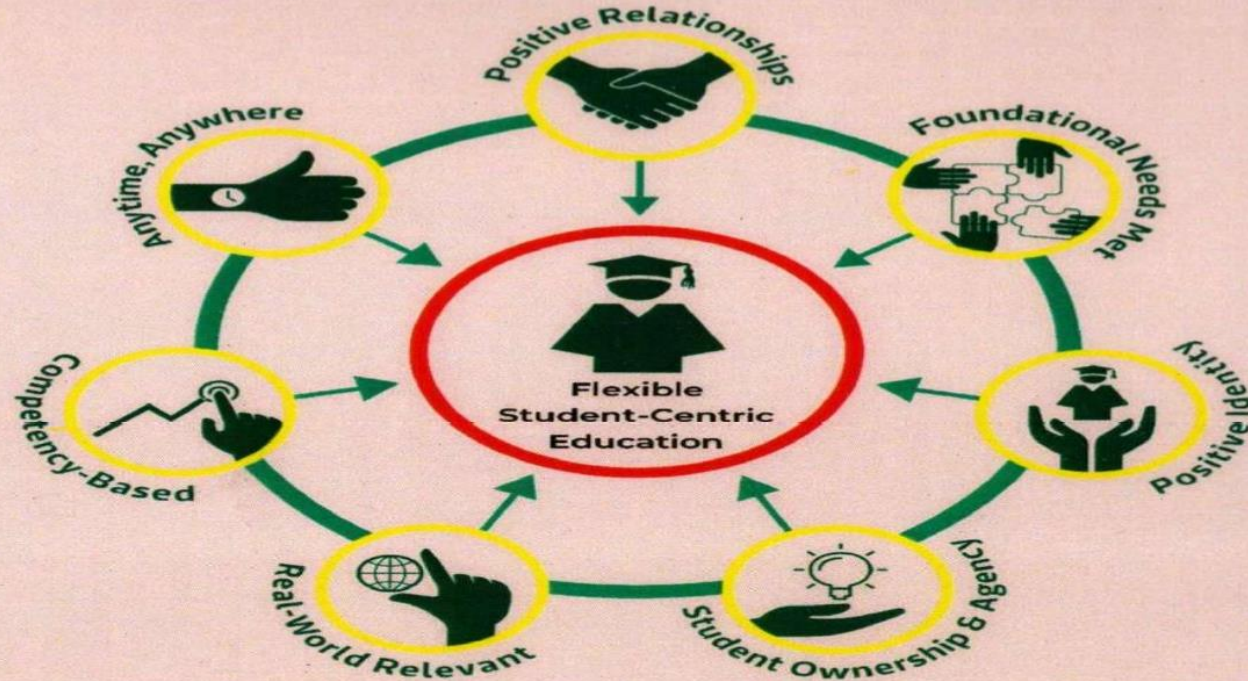 Positive Relationships
Foundational Needs Met
Positive Identity
Student Ownership & Agency
Real-World Relevant
Competency-Based
Anytime, Anywhere
Flexible
Student-Centric
Education